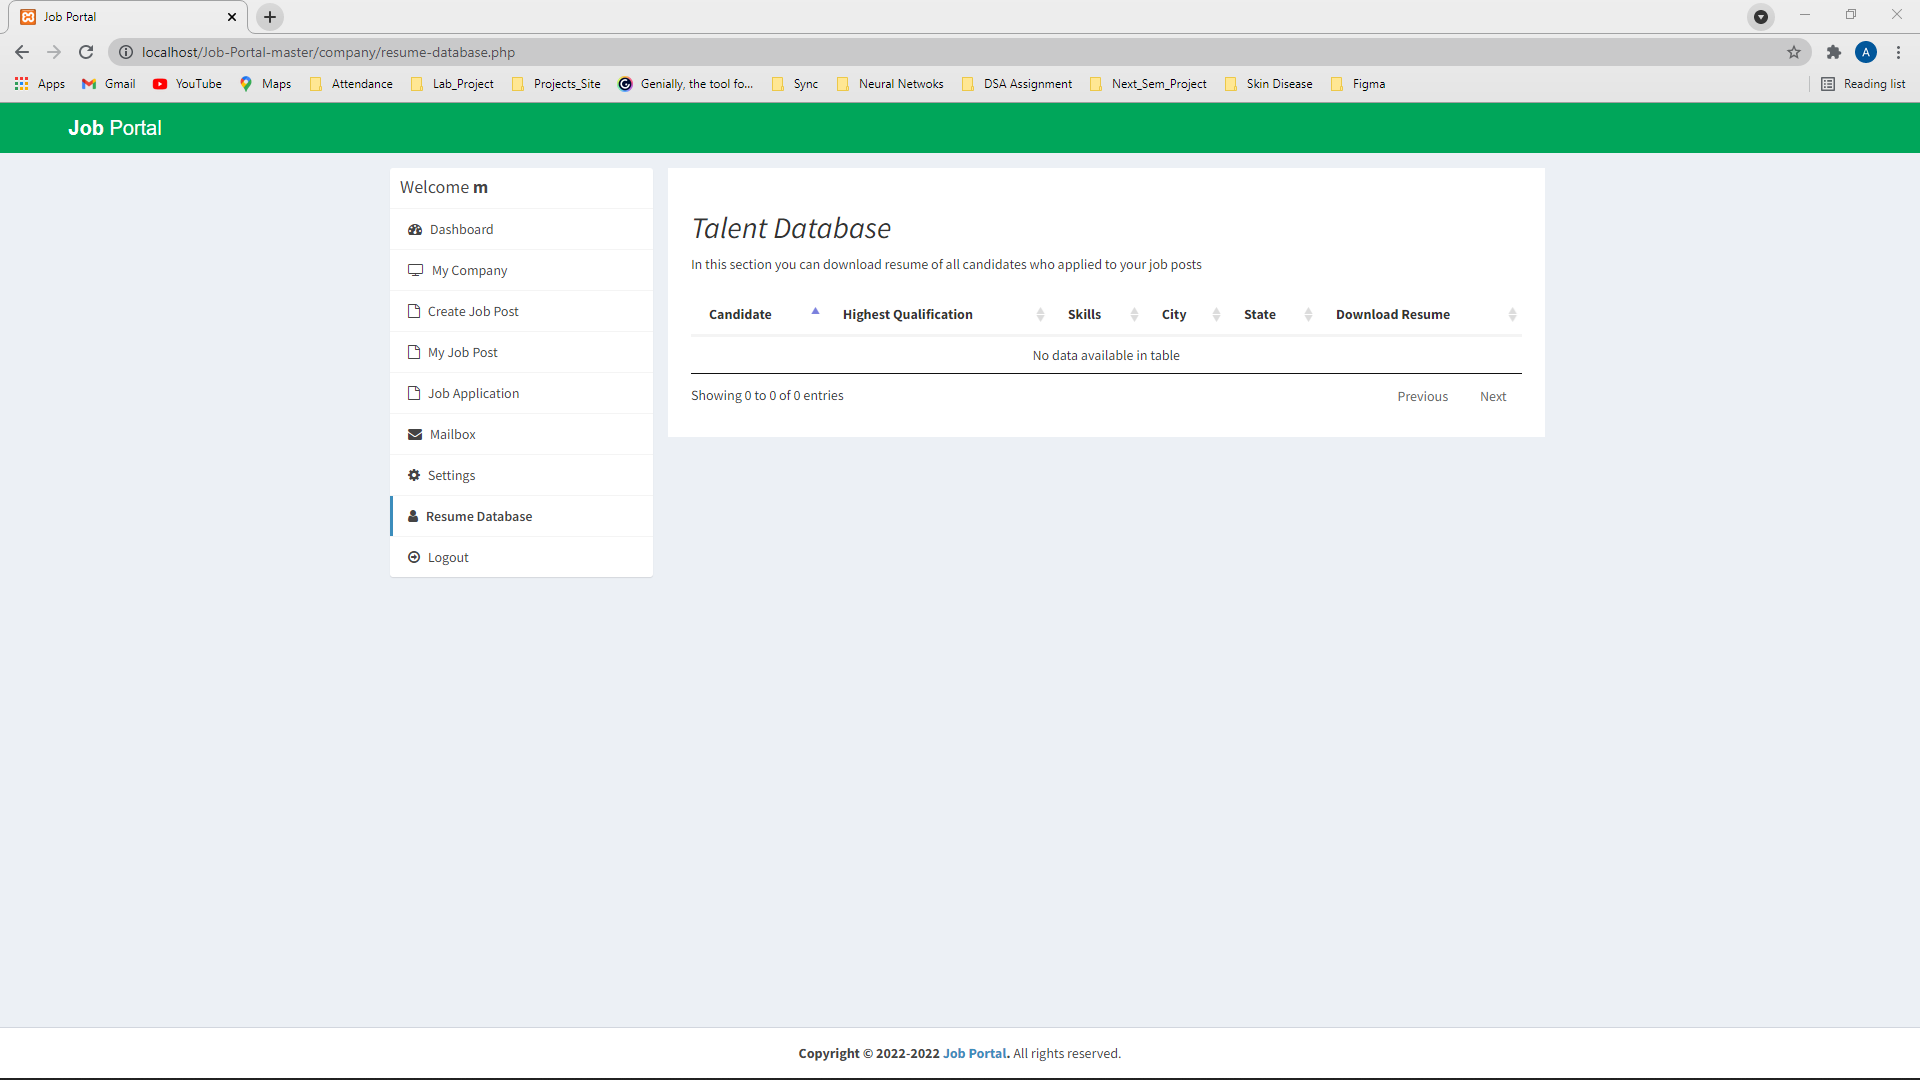 Job Portal
localhost/Job-Portal-master/company/resume-database.php
A
Apps Gmail YouTube Maps Attendance Lab_Project Projects_Site Genially, the tool fo... Sync Neural Netwoks DSA Assignment Next_Sem_Project Skin Disease Figma Reading list
Job Portal
Welcome m
Dashboard
My Company
Create Job Post
My Job Post
Job Application
Mailbox
Settings
Resume Database
Logout
Talent Database
In this section you can download resume of all candidates who applied to your job posts
Candidate Highest Qualification Skills City State Download Resume
No data available in table
Showing 0 to 0 of 0 entries Previous Next
Copyright © 2022-2022 Job Portal. All rights reserved.